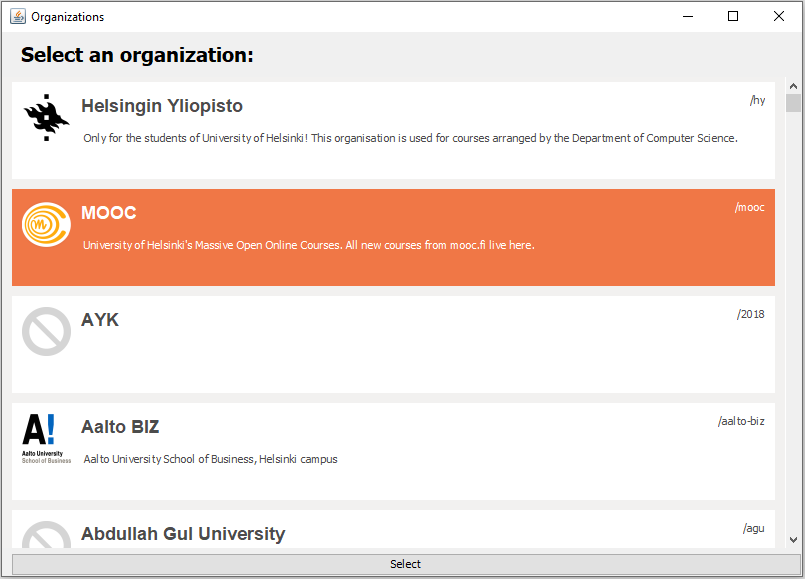 Organizations
Select an organization:
Helsingin Yliopisto
/hy
Only for the students of University of Helsinki! This organisation is used for courses arranged by the Department of Computer Science.
MOOC
/mooc
University of Helsinki's Massive Open Online Courses. All new courses from mooc.fi live here.
AYK
/2018
A!
Aalto University
School of Business
Aalto BIZ
/aalto-biz
Aalto University School of Business, Helsinki campus
Abdullah Gul University
/agu
Select